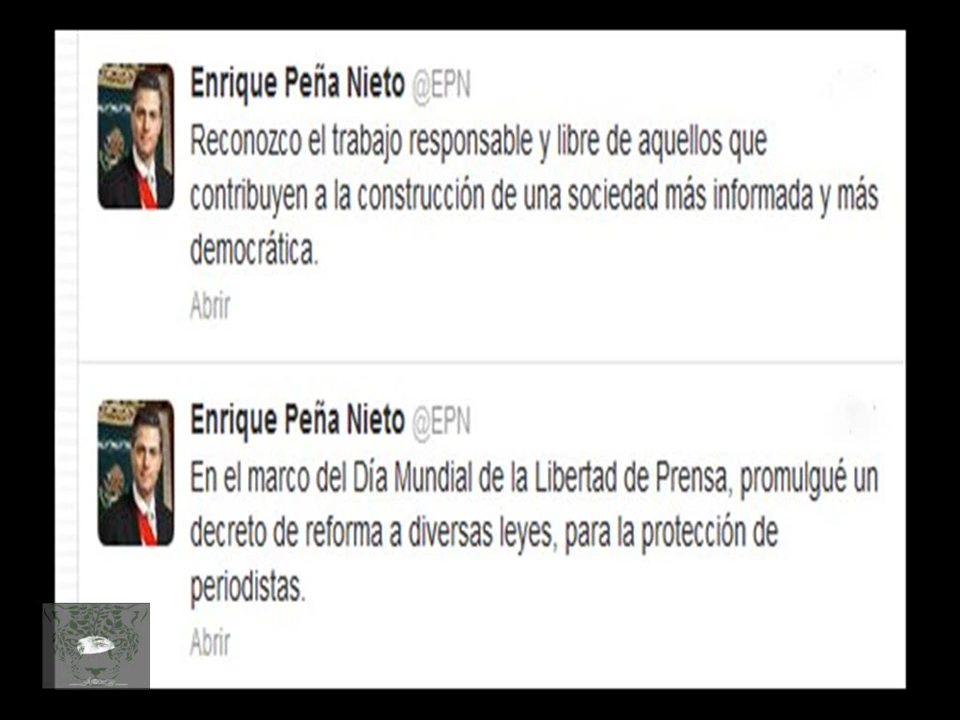 Enrique Peña Nieto @EPN
Reconozco el trabajo responsable y libre de aquellos que
contribuyen a la construcción de una sociedad más informada y más
democrática.
Abrir
Enrique Peña Nieto @EPN
En el marco del Día Mundial de la Libertad de Prensa, promulgué un
decreto de reforma a diversas leyes, para la protección de
periodistas.
Abrir